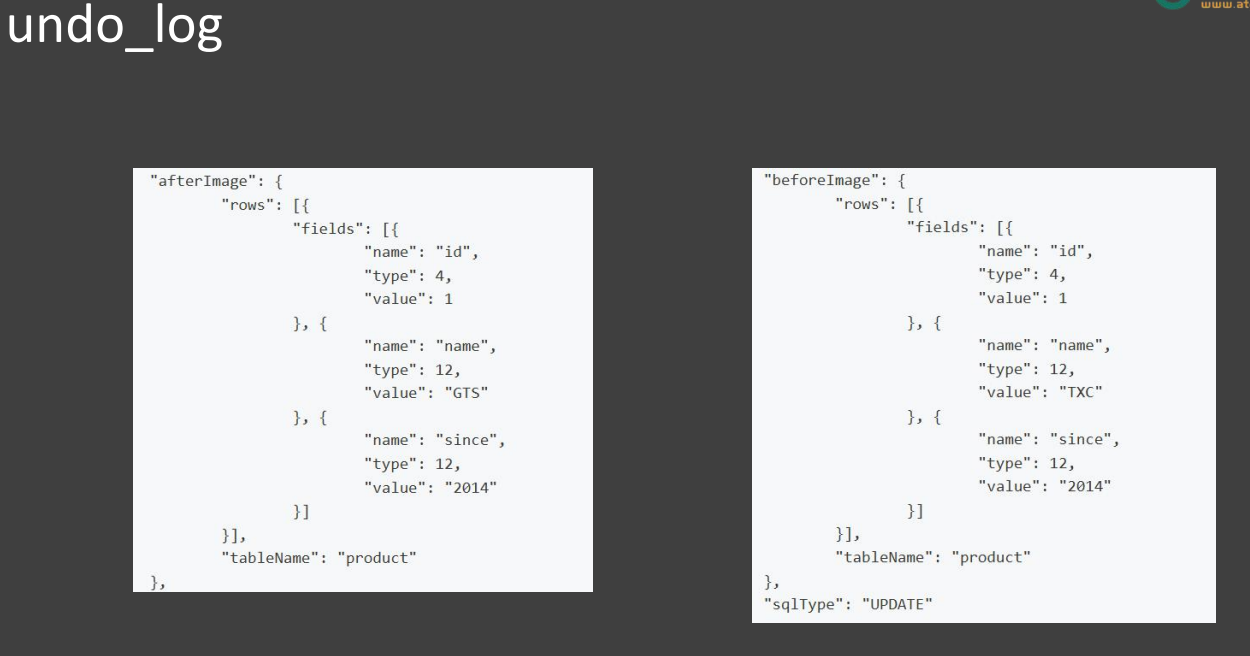 undo_log
www.at
"afterImage": {
"rows": [{
"fields": [{
"name": "id",
"type": 4,
"value": 1
}, {
"name": "name",
"type": 12,
"value": "GTS"
}, {
"name": "since",
"type": 12,
"value": "2014"
}]
}],
"tableName": "product"
},
"beforeImage": {
"rows": [{
"fields": [{
"name": "id",
"type": 4,
"value": 1
}, {
"name": "name",
"type": 12,
"value": "TXC"
}, {
"name": "since",
"type": 12,
"value": "2014"
}]
}],
"tableName": "product"
},
"sqlType": "UPDATE"